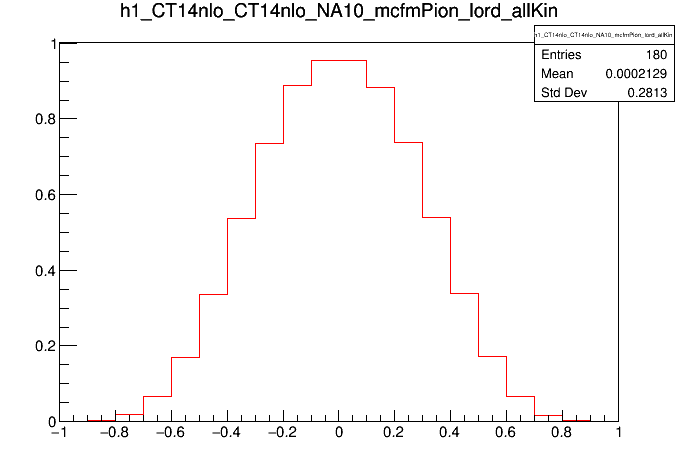 h1_CT14nlo_CT14nlo_NA10_mcfmPion_lord_allKin
h1_CT14nlo_CT14nlo_NA10_mcfmPion_lord_allKin
Entries 180
Mean 0.0002129
Std Dev 0.2813
1
0.8
0.6
0.4
0.2
0
−1 −0.8 −0.6 −0.4 −0.2 0 0.2 0.4 0.6 0.8 1